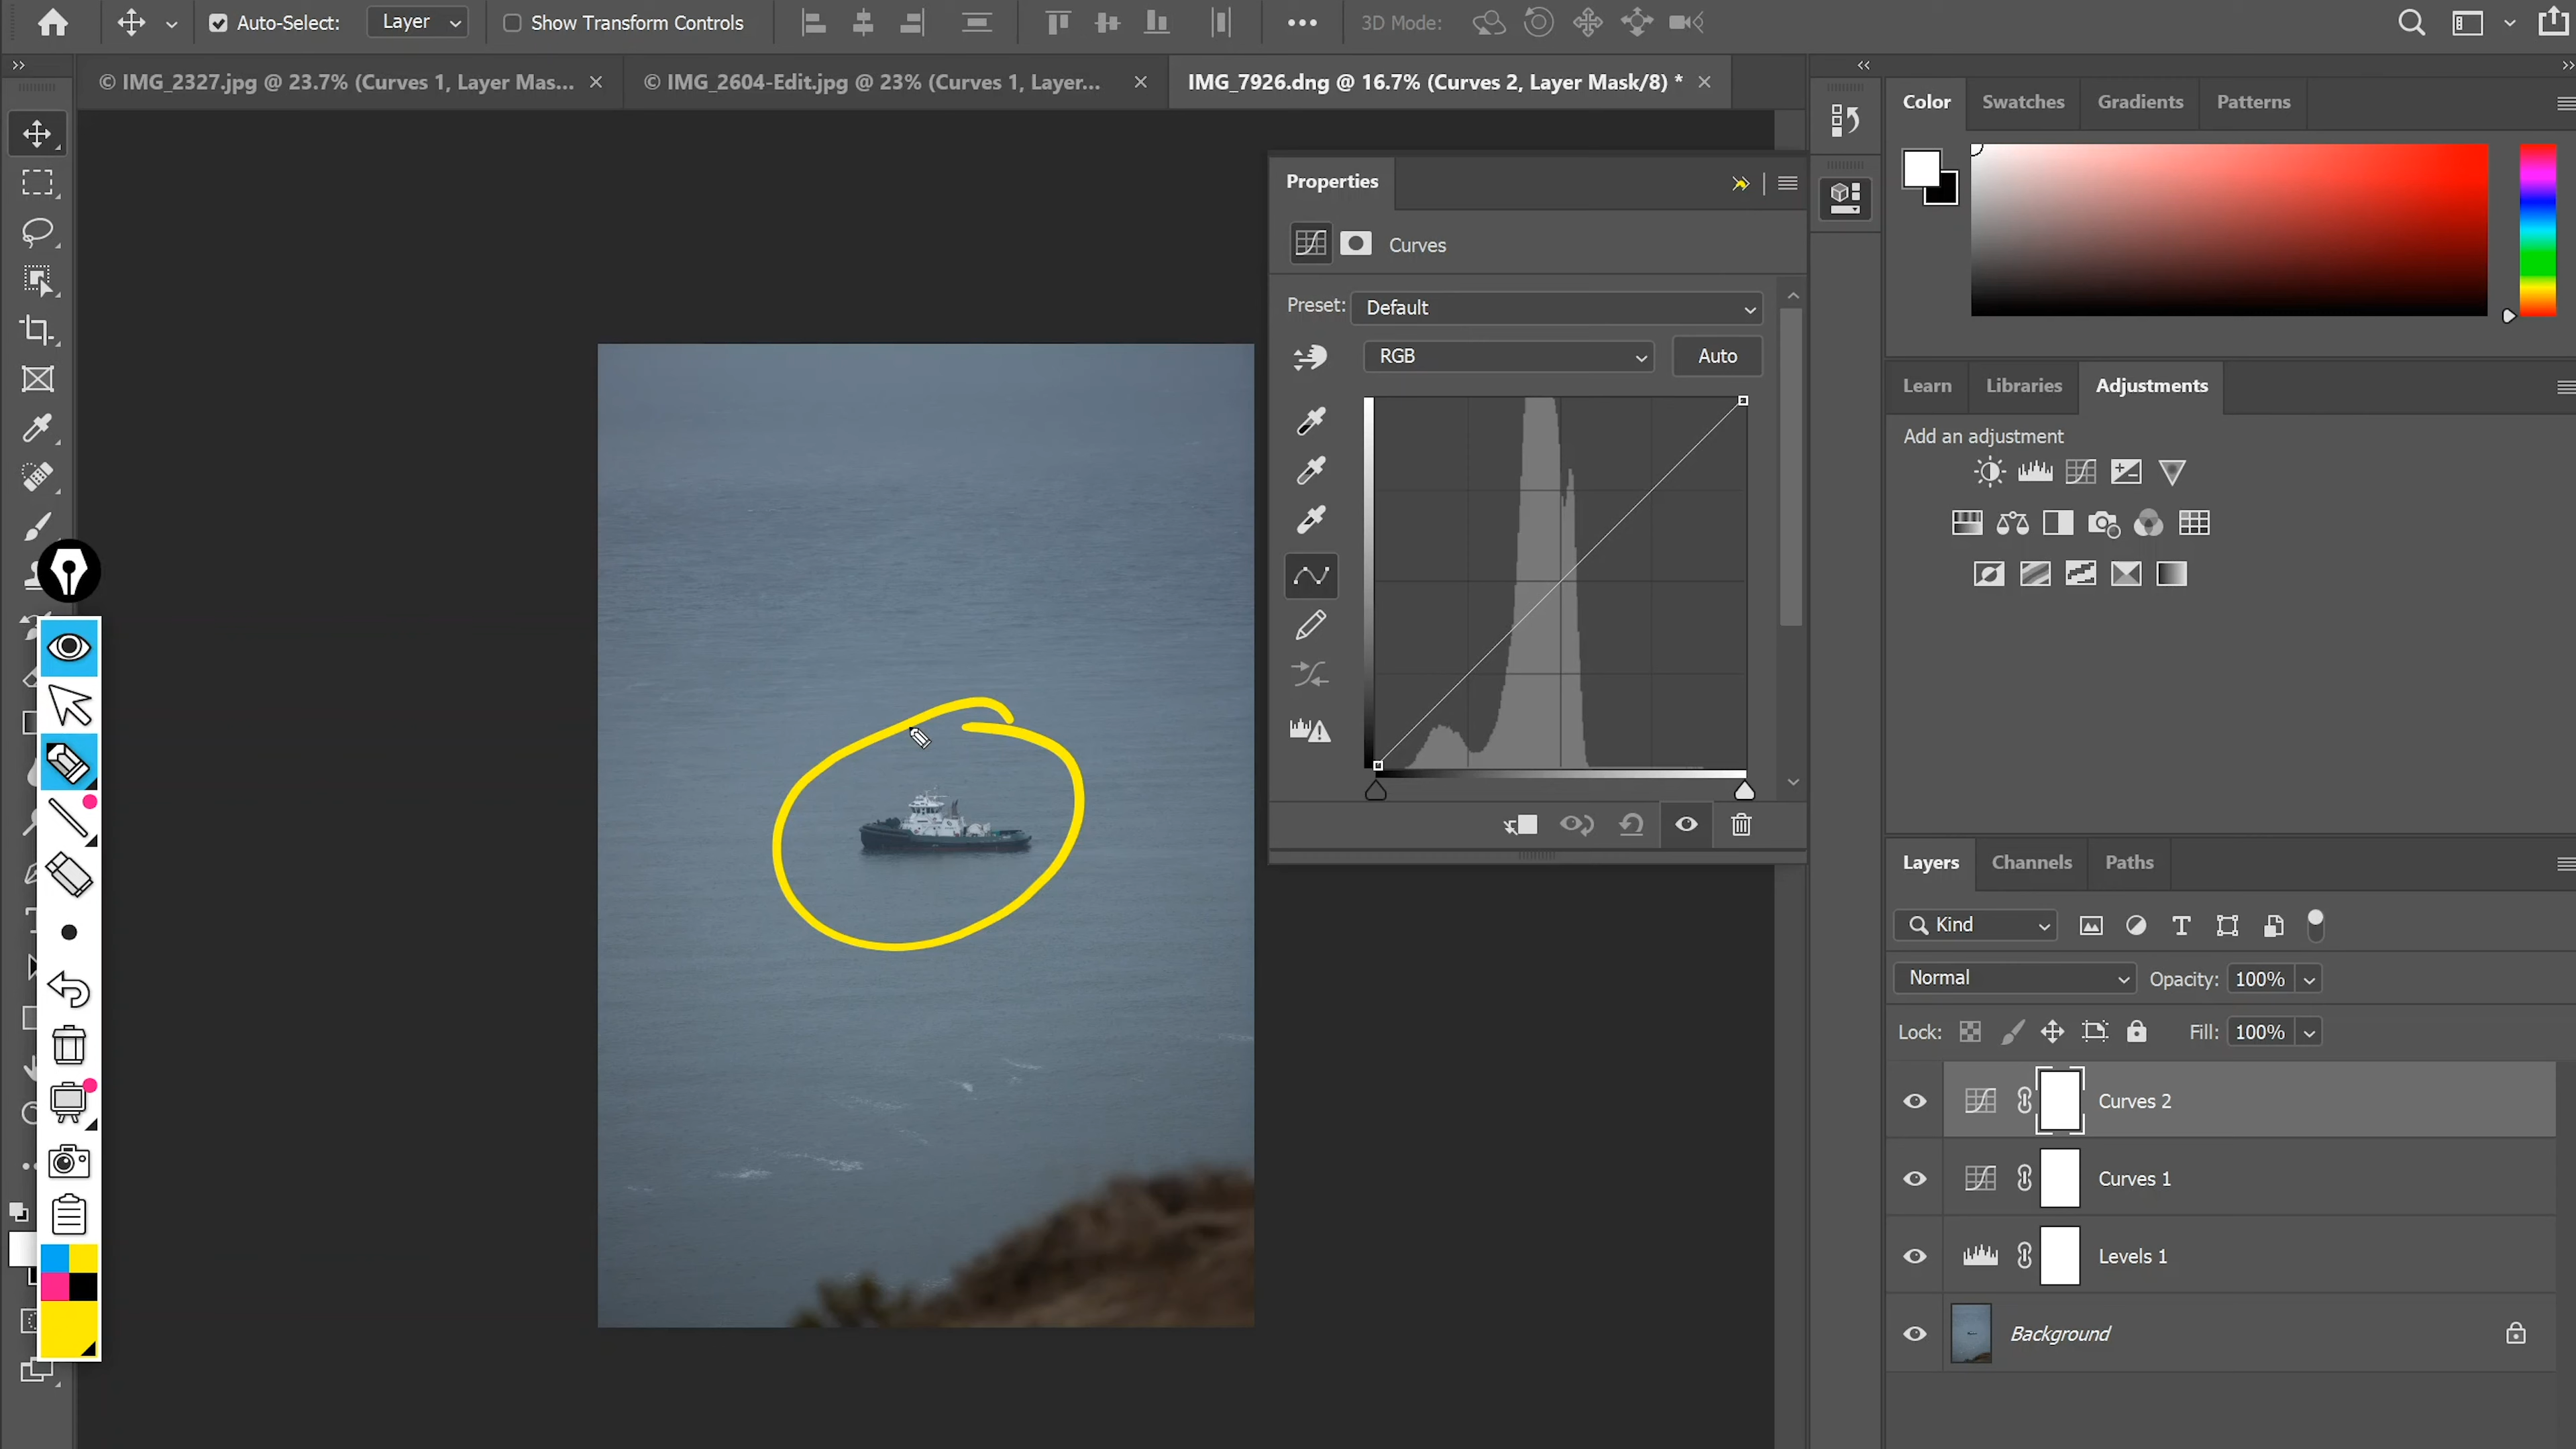 Auto-Select: Layer Show Transform Controls 3D Mode:
© IMG_2327.jpg @ 23.7% (Curves 1, Layer Mas... × © IMG_2604-Edit.jpg @ 23% (Curves 1, Layer... × IMG_7926.dng @ 16.7% (Curves 2, Layer Mask/8) * ×
Properties
Curves
Preset: Default
RGB Auto
Color Swatches Gradients Patterns
Learn Libraries Adjustments
Add an adjustment
Layers Channels Paths
Kind
Normal Opacity: 100%
Lock: Fill: 100%
Curves 2
Curves 1
Levels 1
Background